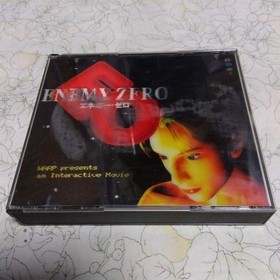 ENEMY ZERO
エネミー・ゼロ
WARP presents
an Interactive Movie